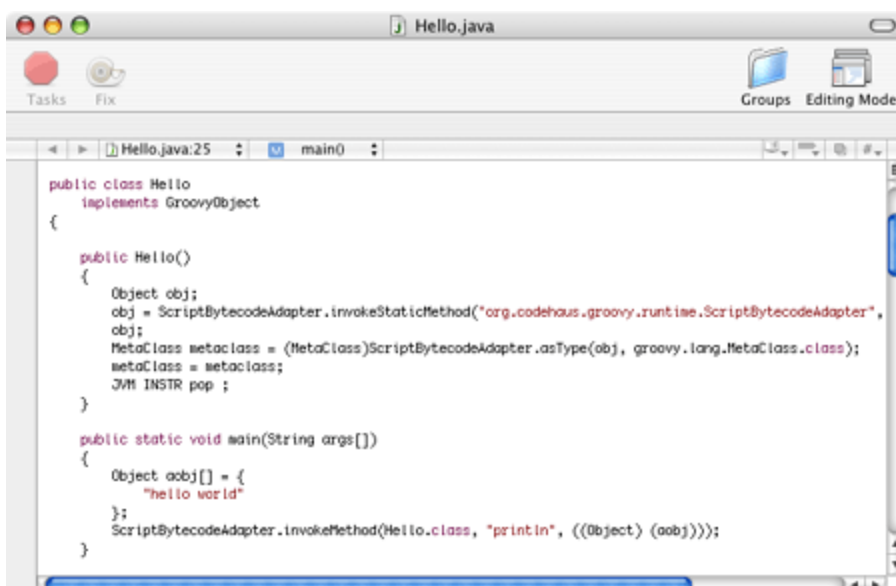 Hello.java
Tasks Fix Groups Editing Mode
Hello.java:25 main()
public class Hello
implements GroovyObject
{
public Hello()
{
Object obj;
obj = ScriptBytecodeAdapter.invokeStaticMethod("org.codehaus.groovy.runtime.ScriptBytecodeAdapter",
obj;
MetaClass metaclass = (MetaClass)ScriptBytecodeAdapter.asType(obj, groovy.lang.MetaClass.class);
metaClass = metaclass;
JVM INSTR pop ;
}
public static void main(String args[])
{
Object aobj[] = {
"hello world"
};
ScriptBytecodeAdapter.invokeMethod(Hello.class, "println", ((Object) (aobj)));
}